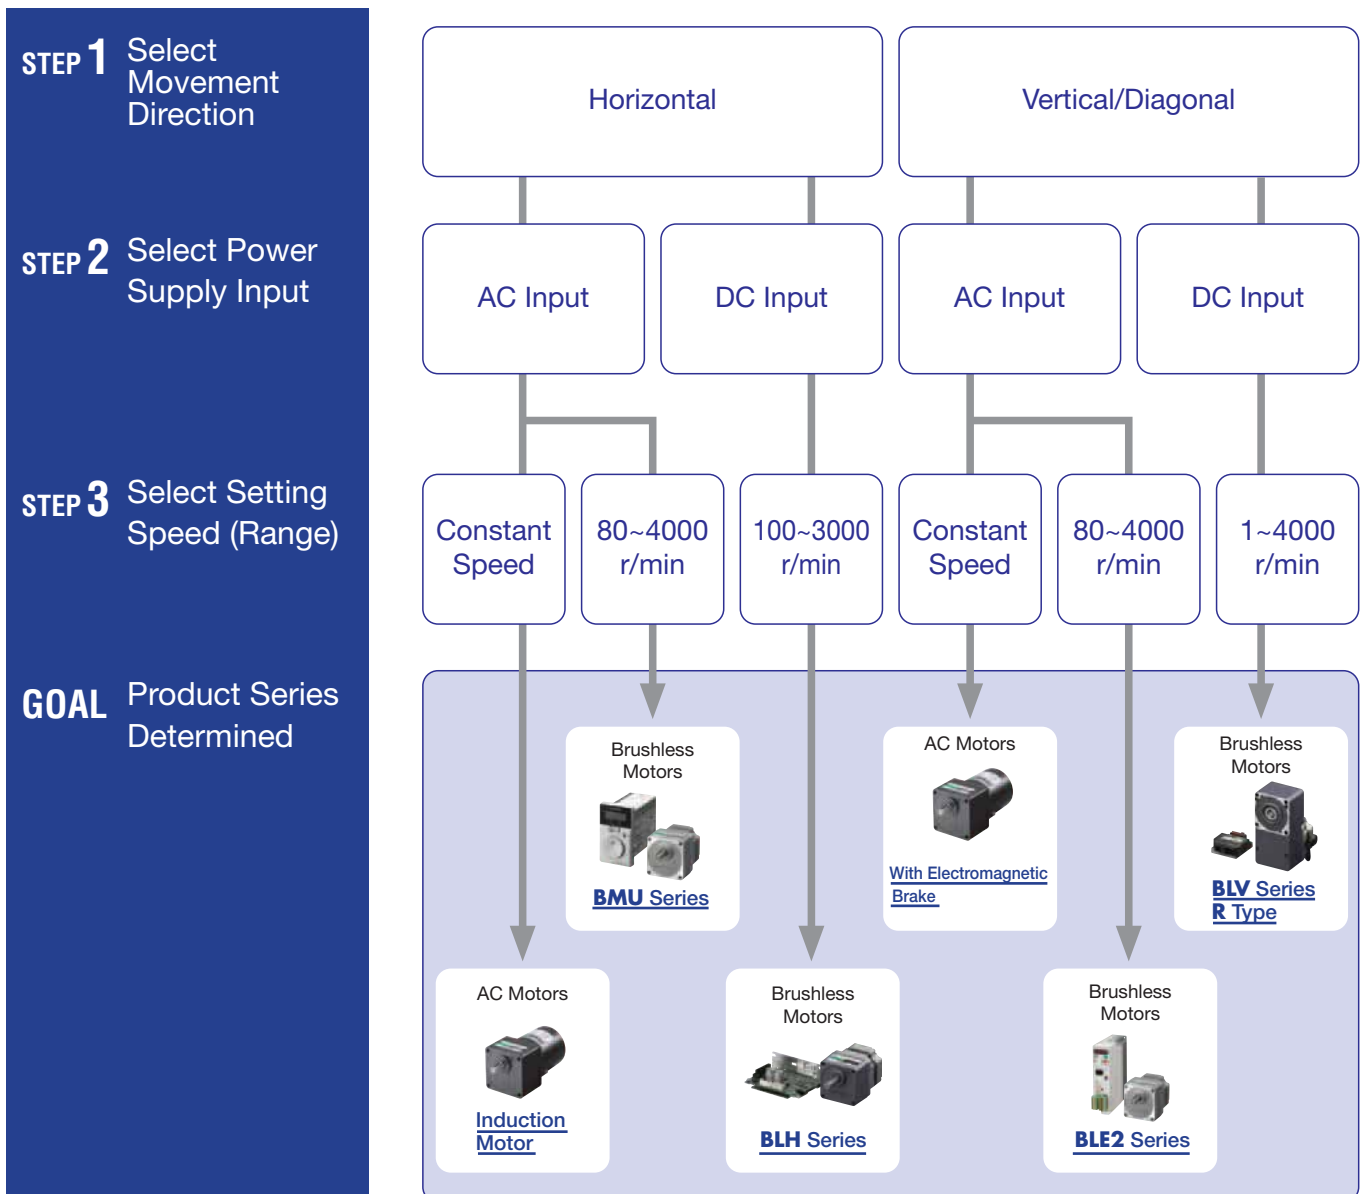 STEP 1 Select
Movement
Direction
Horizontal
Vertical/Diagonal
STEP 2 Select Power
Supply Input
AC Input
DC Input
AC Input
DC Input
STEP 3 Select Setting
Speed (Range)
Constant
Speed
80~4000
r/min
100~3000
r/min
Constant
Speed
80~4000
r/min
1~4000
r/min
GOAL Product Series
Determined
Brushless
Motors
BMU Series
AC Motors
With Electromagnetic
Brake
Brushless
Motors
BLV Series
R Type
AC Motors
Induction
Motor
Brushless
Motors
BLH Series
Brushless
Motors
BLE2 Series